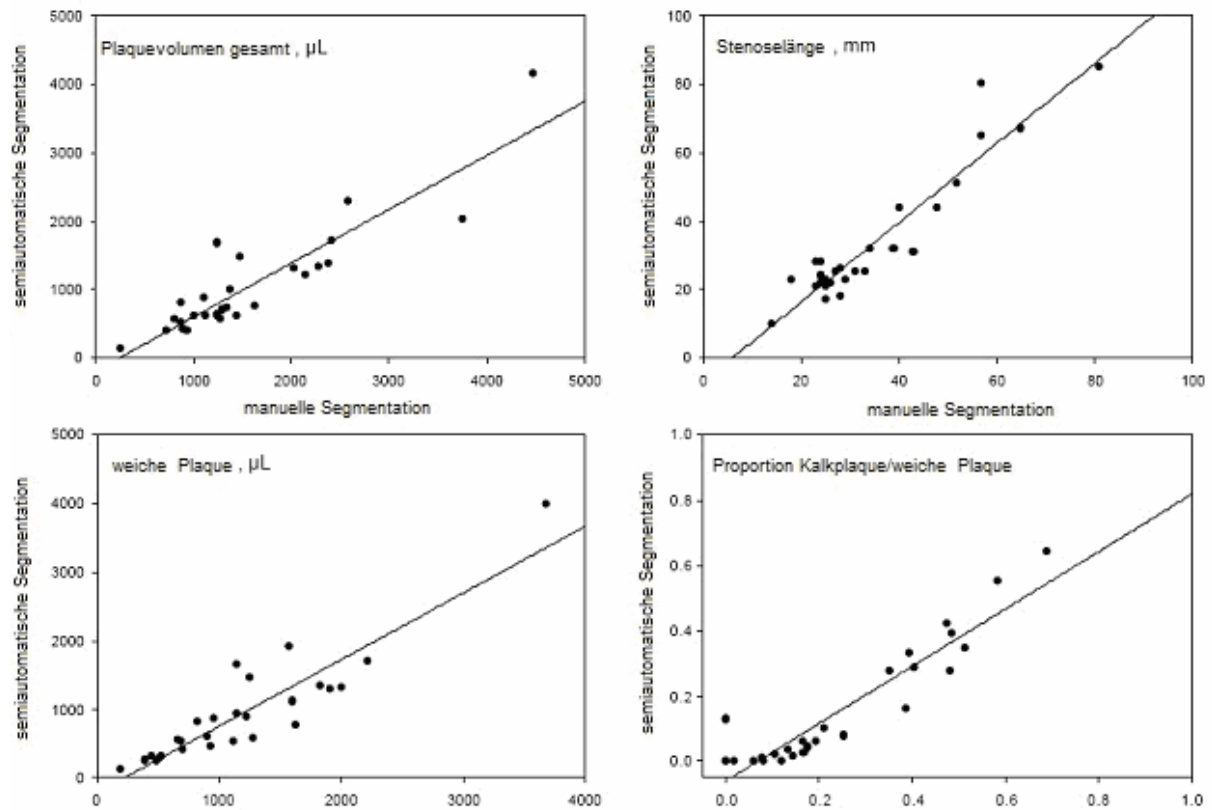 5000
4000
3000
2000
1000
0
semiautomatische Segmentation
Plaquevolumen gesamt , µL
0 1000 2000 3000 4000 5000
manuelle Segmentation
100
80
60
40
20
0
semiautomatische Segmentation
Stenoselänge , mm
0 20 40 60 80 100
manuelle Segmentation
5000
4000
3000
2000
1000
0
semiautomatische Segmentation
weiche Plaque , µL
0 1000 2000 3000 4000
1.0
0.8
0.6
0.4
0.2
0.0
semiautomatische Segmentation
Proportion Kalkplaque/weiche Plaque
0.0 0.2 0.4 0.6 0.8 1.0